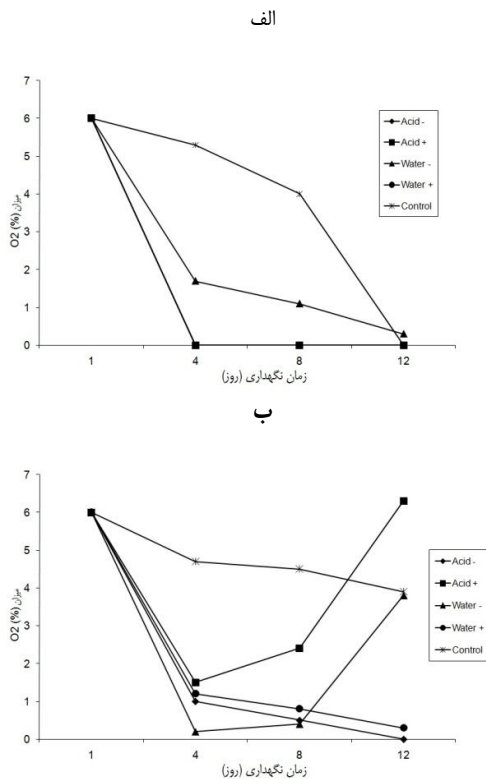 الف
7
6
5
4
3
2
1
0
میزان O2 (%)
Acid -
Acid +
Water -
Water +
Control
1 4 8 12
زمان نگهداری (روز)
ب
7
6
5
4
3
2
1
0
میزان O2 (%)
Acid -
Acid +
Water -
Water +
Control
1 4 8 12
زمان نگهداری (روز)